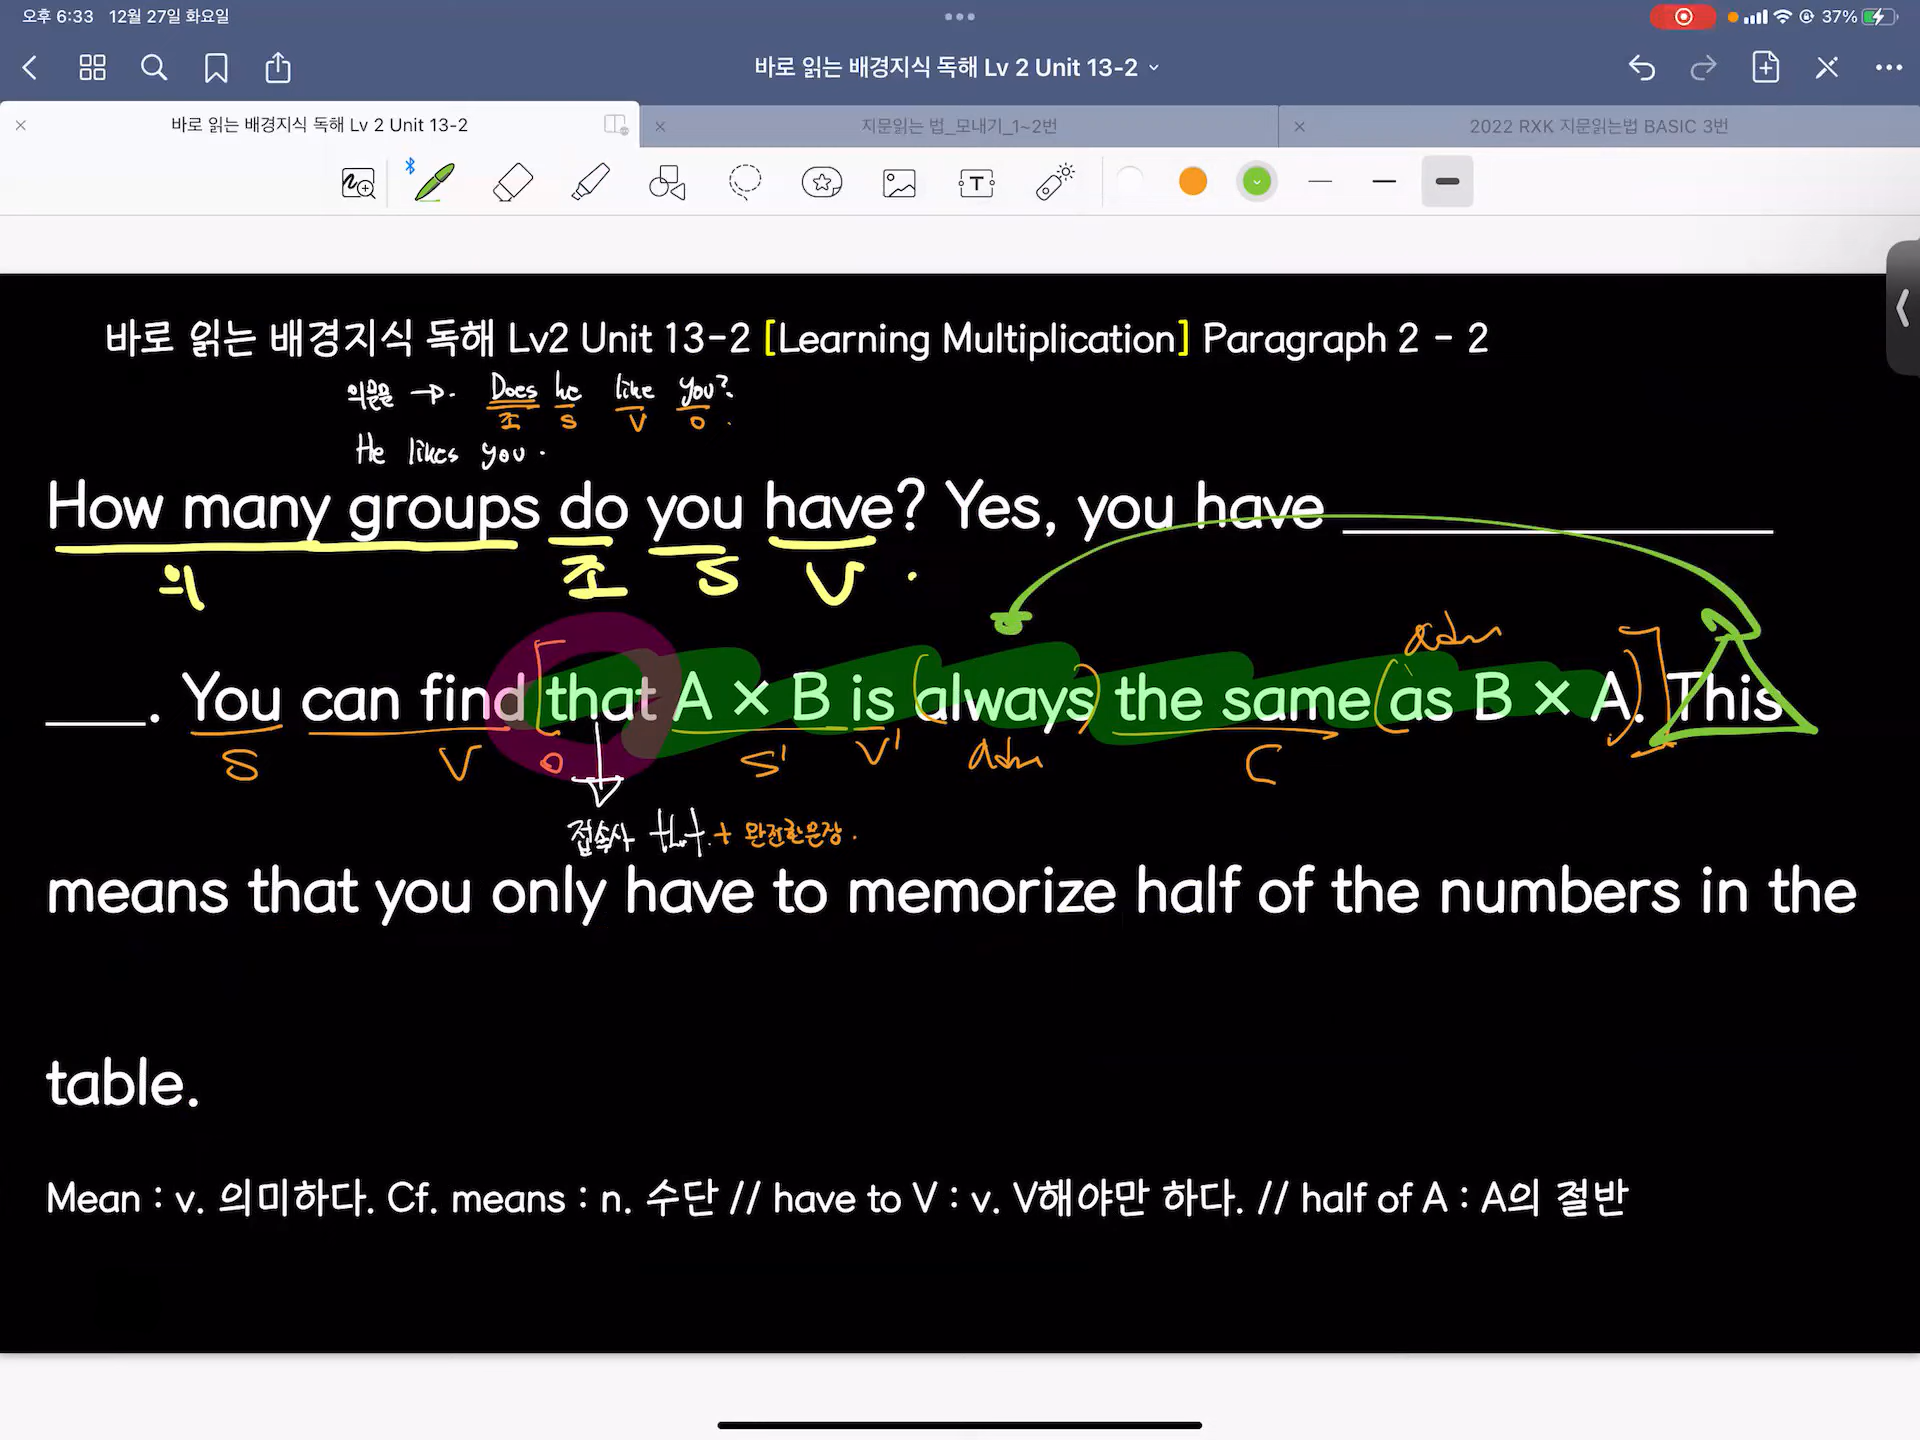 오후 6:33 12월 27일 화요일
37%
바로 읽는 배경지식 독해 Lv 2 Unit 13-2
바로 읽는 배경지식 독해 Lv 2 Unit 13-2
지문읽는 법_모내기_1~2번
2022 RXK 지문읽는법 BASIC 3번
바로 읽는 배경지식 독해 Lv2 Unit 13-2 [Learning Multiplication] Paragraph 2 - 2
의문문 → Does he like you?
조 S V O
He likes you.
How many groups do you have? Yes, you have ____________
의 조 S V
____. You can find that A × B is always the same as B × A. This
adv
S V O S' V' adv C
접속사 that + 완전한문장.
means that you only have to memorize half of the numbers in the
table.
Mean : v. 의미하다. Cf. means : n. 수단 // have to V : v. V해야만 하다. // half of A : A의 절반